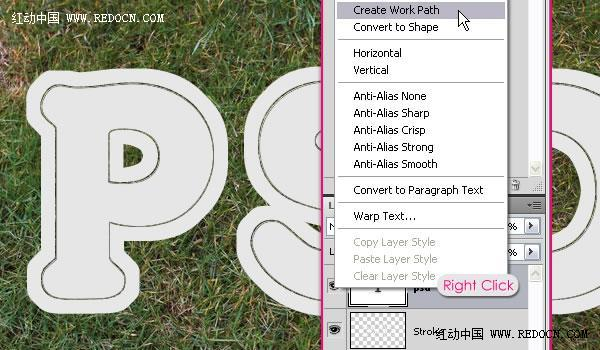 红动中国 WWW.REDOCN.COM
PS
Create Work Path
Convert to Shape
Horizontal
Vertical
Anti-Alias None
Anti-Alias Sharp
Anti-Alias Crisp
Anti-Alias Strong
Anti-Alias Smooth
Convert to Paragraph Text
Warp Text...
Copy Layer Style
Paste Layer Style
Clear Layer Style
%
%
Right Click
psd
Stroke
红动中国 WWW.REDOCN.COM